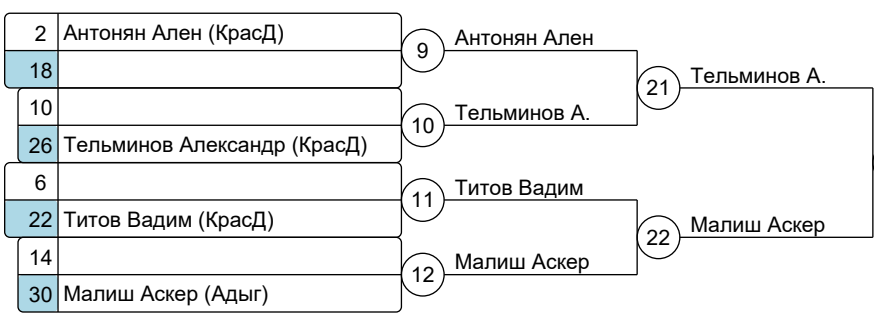 2 Антонян Ален (КрасД)
18
10
26 Тельминов Александр (КрасД)
6
22 Титов Вадим (КрасД)
14
30 Малиш Аскер (Адыг)
9 Антонян Ален
10 Тельминов А.
11 Титов Вадим
12 Малиш Аскер
21 Тельминов А.
22 Малиш Аскер